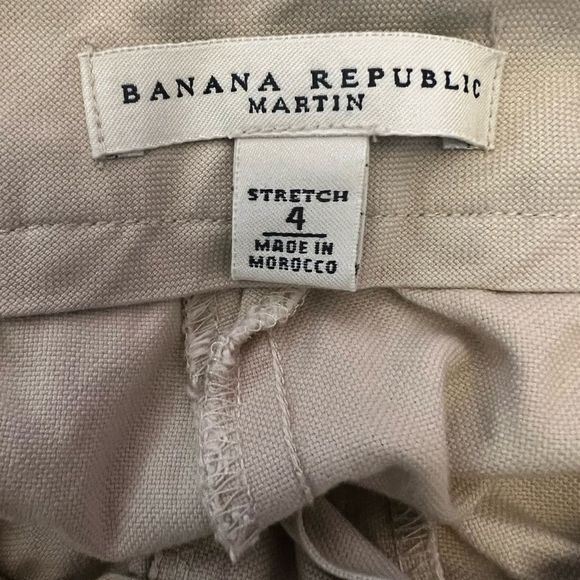 BANANA REPUBLIC
MARTIN
STRETCH
4
MADE IN
MOROCCO